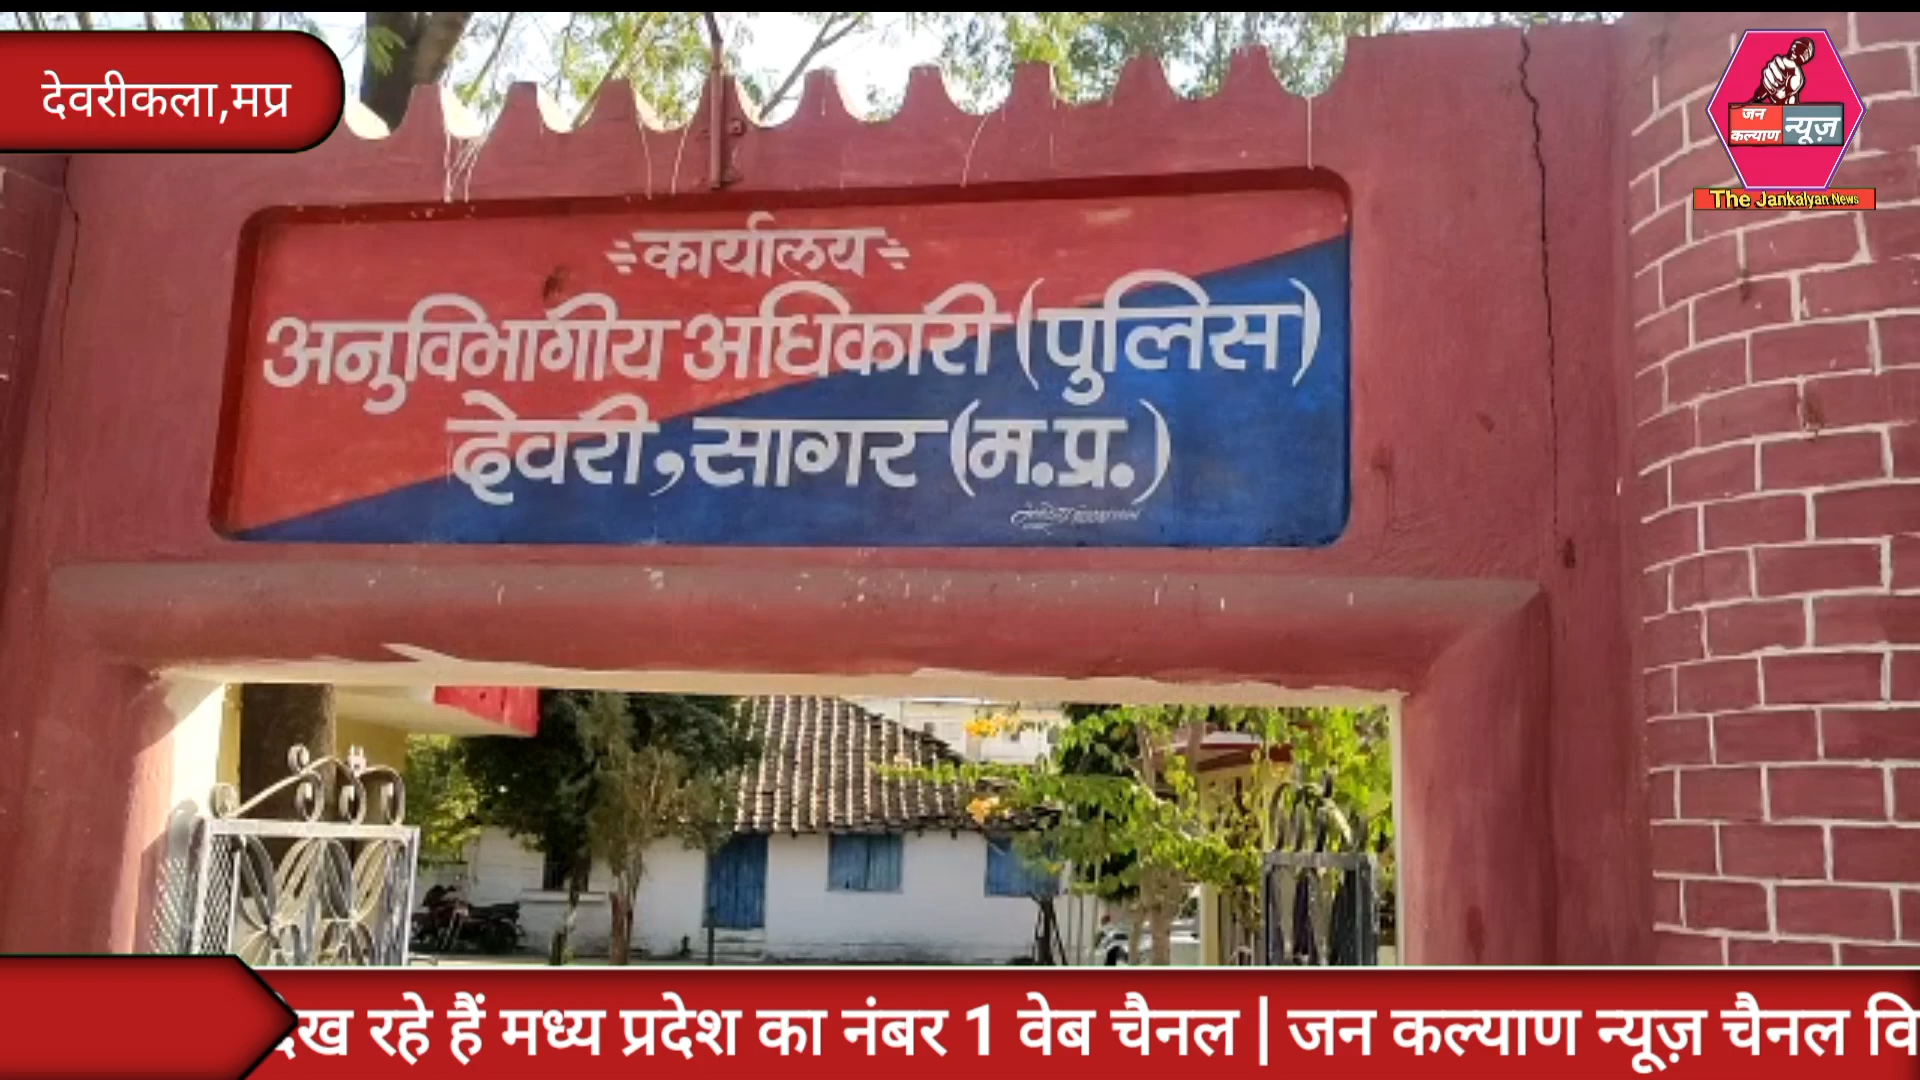 देवरीकला,मप्र
जन
कल्याण न्यूज़
The Jankalyan News
कार्यालय
अनुविभागीय अधिकारी (पुलिस)
देवरी, सागर (म.प्र.)
देख रहे हैं मध्य प्रदेश का नंबर 1 वेब चैनल | जन कल्याण न्यूज़ चैनल वि